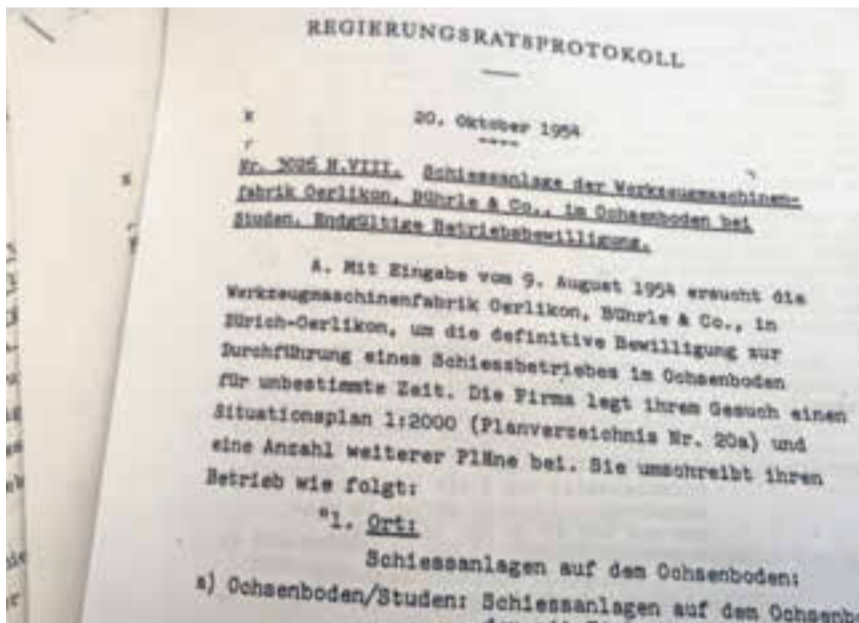 REGIERUNGSRATSPROTOKOLL
20. Oktober 1954
Nr. 3026 H.VIII. Schiessanlage der Werkzeugmaschinen-
fabrik Oerlikon, Bührle & Co., im Ochsenboden bei
Studen. Endgültige Betriebsbewilligung.
A. Mit Eingabe vom 9. August 1954 ersucht die
Werkzeugmaschinenfabrik Oerlikon, Bührle & Co., in
Zürich-Oerlikon, um die definitive Bewilligung zur
Durchführung eines Schiessbetriebes im Ochsenboden
für unbestimmte Zeit. Die Firma legt ihrem Gesuch einen
Situationsplan 1:2000 (Planverzeichnis Nr. 20a) und
eine Anzahl weiterer Pläne bei. Sie umschreibt ihren
Betrieb wie folgt:
"1. Ort:
Schiessanlagen auf dem Ochsenboden:
a) Ochsenboden/Studen: Schiessanlagen auf dem Ochsenbo